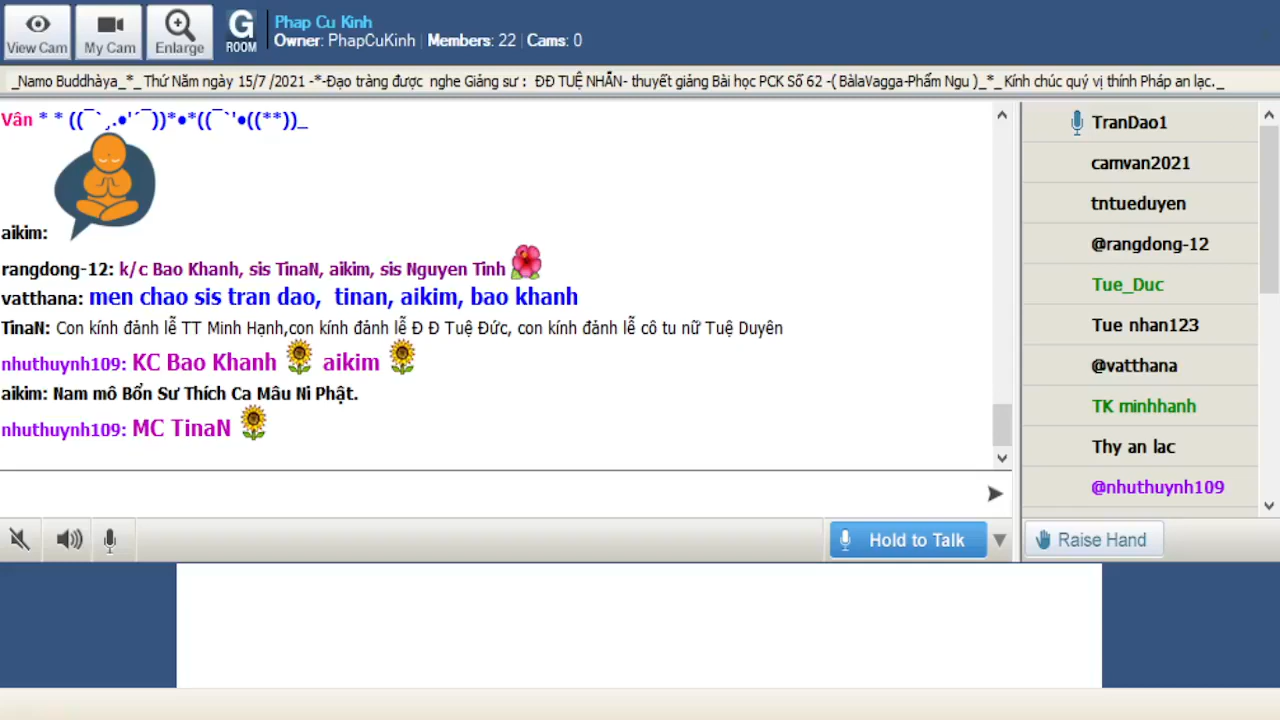 View Cam
My Cam
Enlarge
G
ROOM
Phap Cu Kinh
Owner: PhapCuKinh Members: 22 Cams: 0
_Namo Buddhàya_*_ Thứ Năm ngày 15/7 /2021 -*-Đạo tràng được nghe Giảng sư : ĐĐ TUỆ NHẪN- thuyết giảng Bài học PCK Số 62 -( BàlaVagga-Phẩm Ngu )_*_ Kính chúc quý vị thính Pháp an lạc._
Vân * * ((¯`¸.●'´¯))*●*((¯`'●((**))_
aikim:
rangdong-12: k/c Bao Khanh, sis TinaN, aikim, sis Nguyen Tinh
vatthana: men chao sis tran dao, tinan, aikim, bao khanh
TinaN: Con kính đảnh lễ TT Minh Hạnh,con kính đảnh lễ Đ Đ Tuệ Đức, con kính đảnh lễ cô tu nữ Tuệ Duyên
nhuthuynh109: KC Bao Khanh aikim
aikim: Nam mô Bổn Sư Thích Ca Mâu Ni Phật.
nhuthuynh109: MC TinaN
TranDao1
camvan2021
tntueduyen
@rangdong-12
Tue_Duc
Tue nhan123
@vatthana
TK minhhanh
Thy an lac
@nhuthuynh109
Hold to Talk
Raise Hand